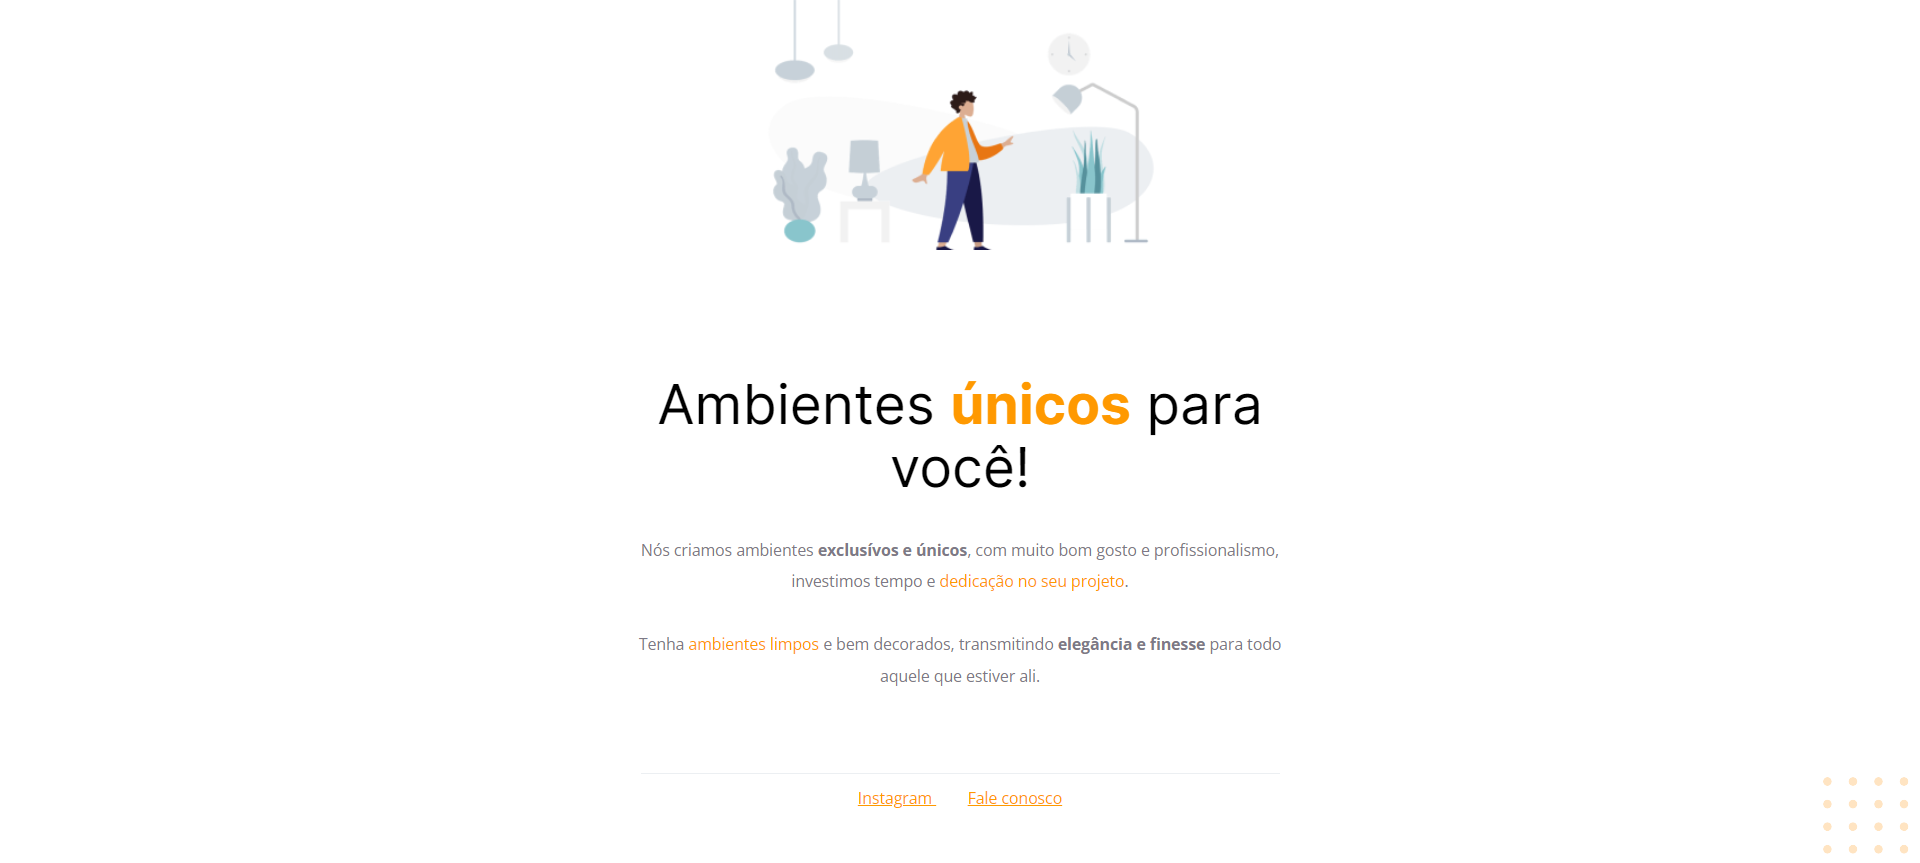 Ambientes únicos para
você!
Nós criamos ambientes exclusívos e únicos, com muito bom gosto e profissionalismo,
investimos tempo e dedicação no seu projeto.
Tenha ambientes limpos e bem decorados, transmitindo elegância e finesse para todo
aquele que estiver ali.
Instagram Fale conosco